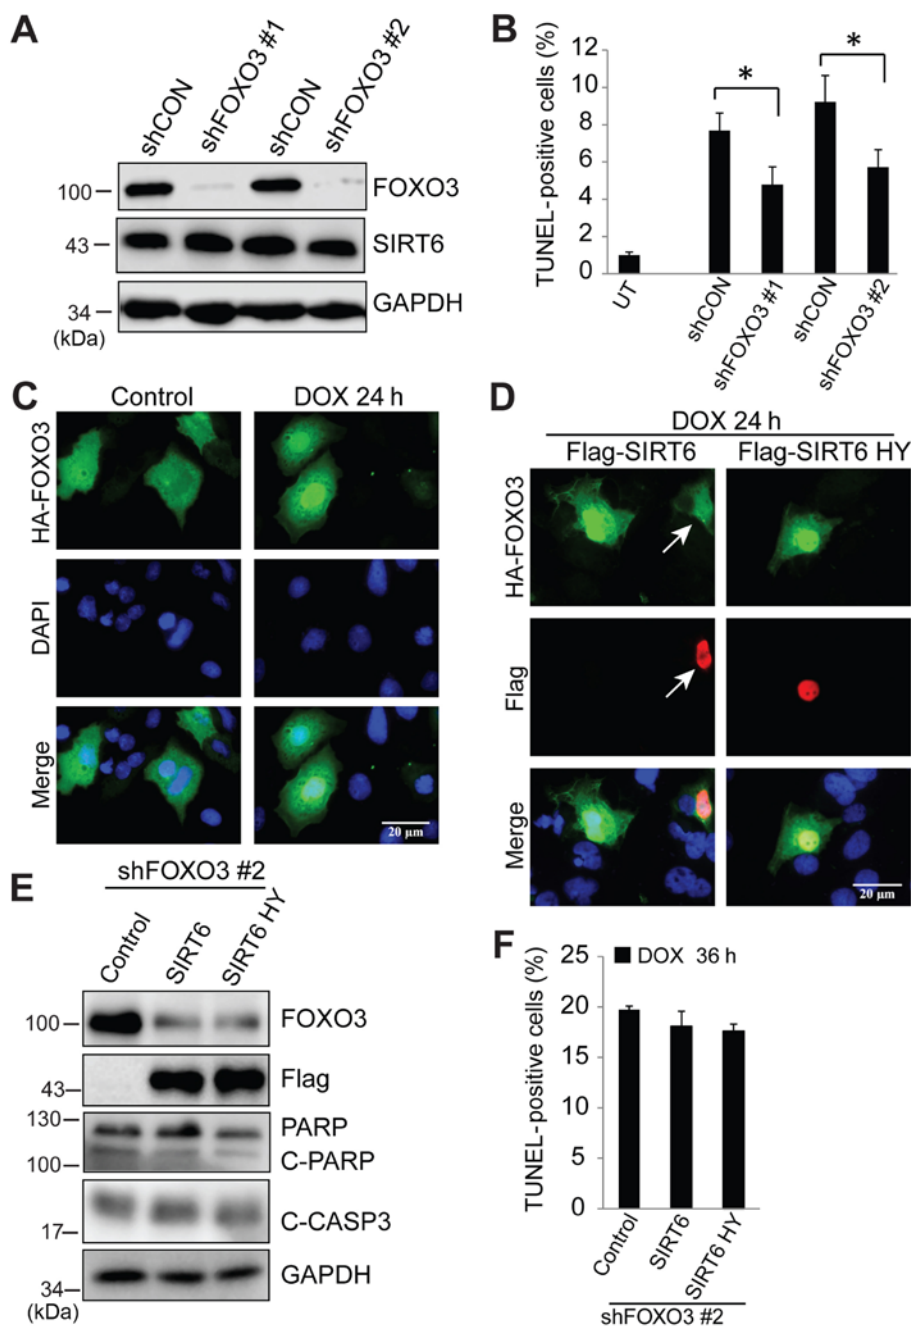 A
shCON
shFOXO3 #1
shCON
shFOXO3 #2
100
FOXO3
43
SIRT6
34
GAPDH
(kDa)
B
TUNEL-positive cells (%)
12
10
8
6
4
2
0
*
*
UT
shCON
shFOXO3 #1
shCON
shFOXO3 #2
C
Control
DOX 24 h
HA-FOXO3
DAPI
Merge
20 µm
D
DOX 24 h
Flag-SIRT6
Flag-SIRT6 HY
HA-FOXO3
Flag
Merge
20 µm
E
shFOXO3 #2
Control
SIRT6
SIRT6 HY
100
FOXO3
43
Flag
130
PARP
100
C-PARP
17
C-CASP3
34
GAPDH
(kDa)
F
TUNEL-positive cells (%)
25
20
15
10
5
0
DOX 36 h
Control
SIRT6
SIRT6 HY
shFOXO3 #2